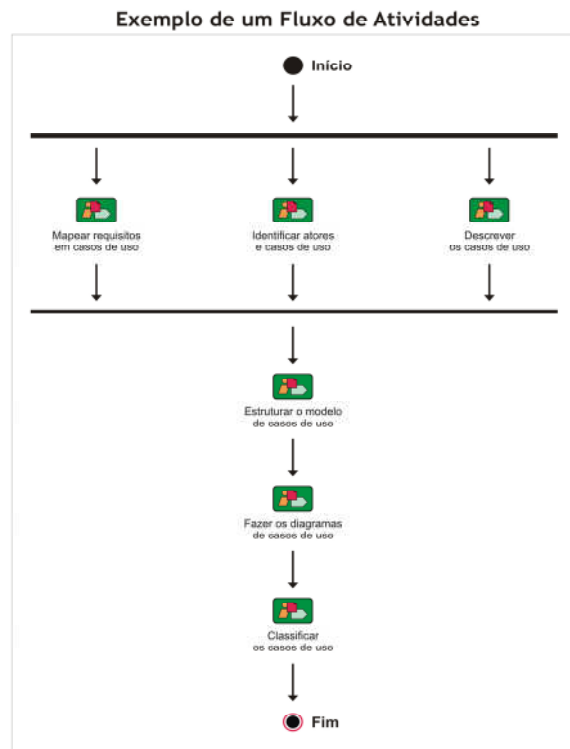 Exemplo de um Fluxo de Atividades
Início
Mapear requisitos
em casos de uso
Identificar atores
e casos de uso
Descrever
os casos de uso
Estruturar o modelo
de casos de uso
Fazer os diagramas
de casos de uso
Classificar
os casos de uso
Fim